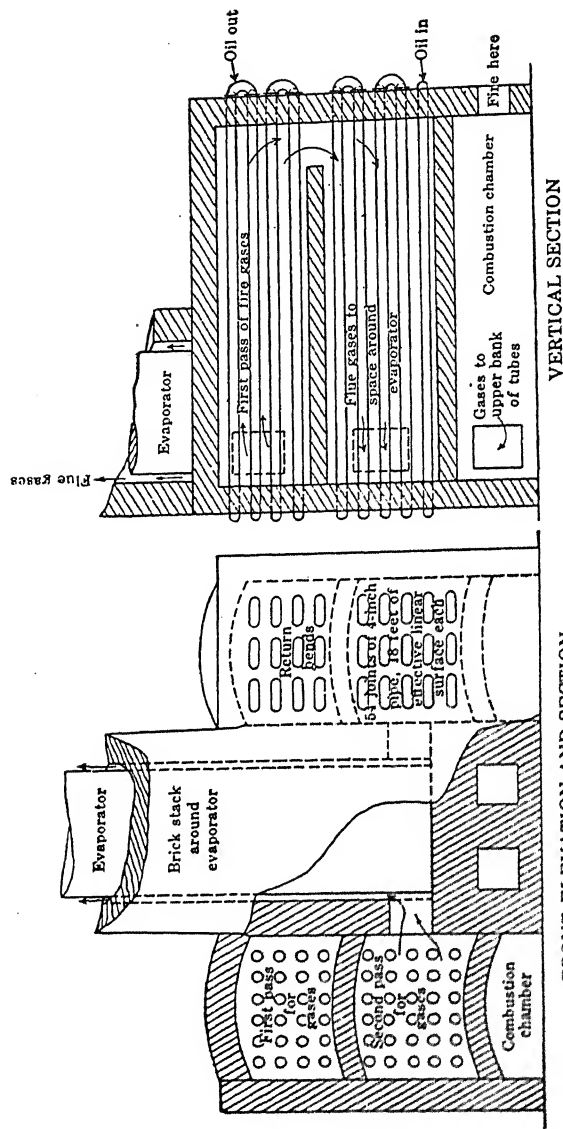 Evaporator
Brick stack
around
evaporator
First pass
for
gases
Second pass
for
gases
Combustion
chamber
Return
bends
54 joints of 4-inch
pipe, 18 feet of
effective linear
surface each
FRONT ELEVATION AND SECTION
Flue gases
Evaporator
First pass of fire gases
Flue gases to
space around
evaporator
Gases to
upper bank
of tubes
Combustion chamber
Oil out
Oil in
Fire here
VERTICAL SECTION